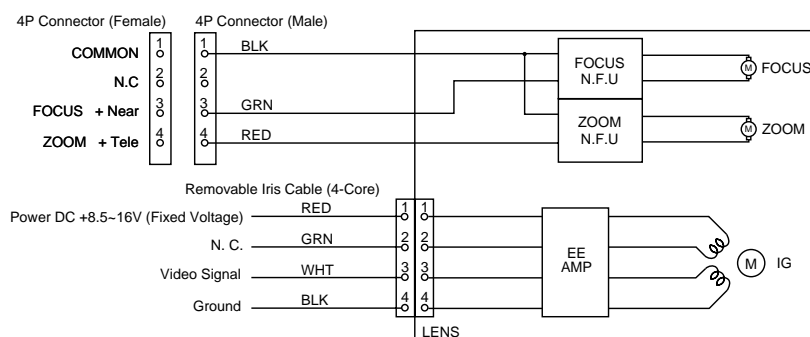 4P Connector (Female) 4P Connector (Male)
COMMON 1 1 BLK
N.C 2 2
FOCUS + Near 3 3 GRN
ZOOM + Tele 4 4 RED
FOCUS
N.F.U
M FOCUS
ZOOM
N.F.U
M ZOOM
Removable Iris Cable (4-Core)
Power DC +8.5~16V (Fixed Voltage) RED 1 1
N. C. GRN 2 2
Video Signal WHT 3 3
Ground BLK 4 4
EE
AMP
M IG
LENS